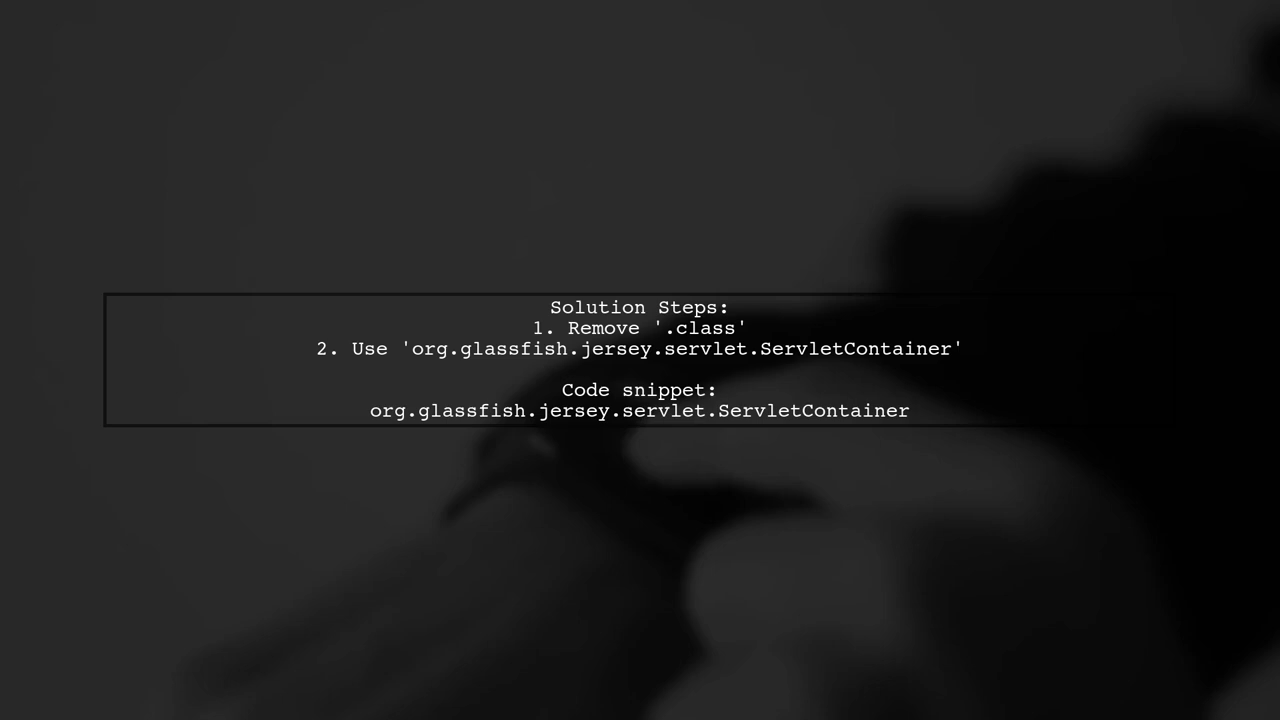 Solution Steps:
1. Remove '.class'
2. Use 'org.glassfish.jersey.servlet.ServletContainer'
Code snippet:
org.glassfish.jersey.servlet.ServletContainer